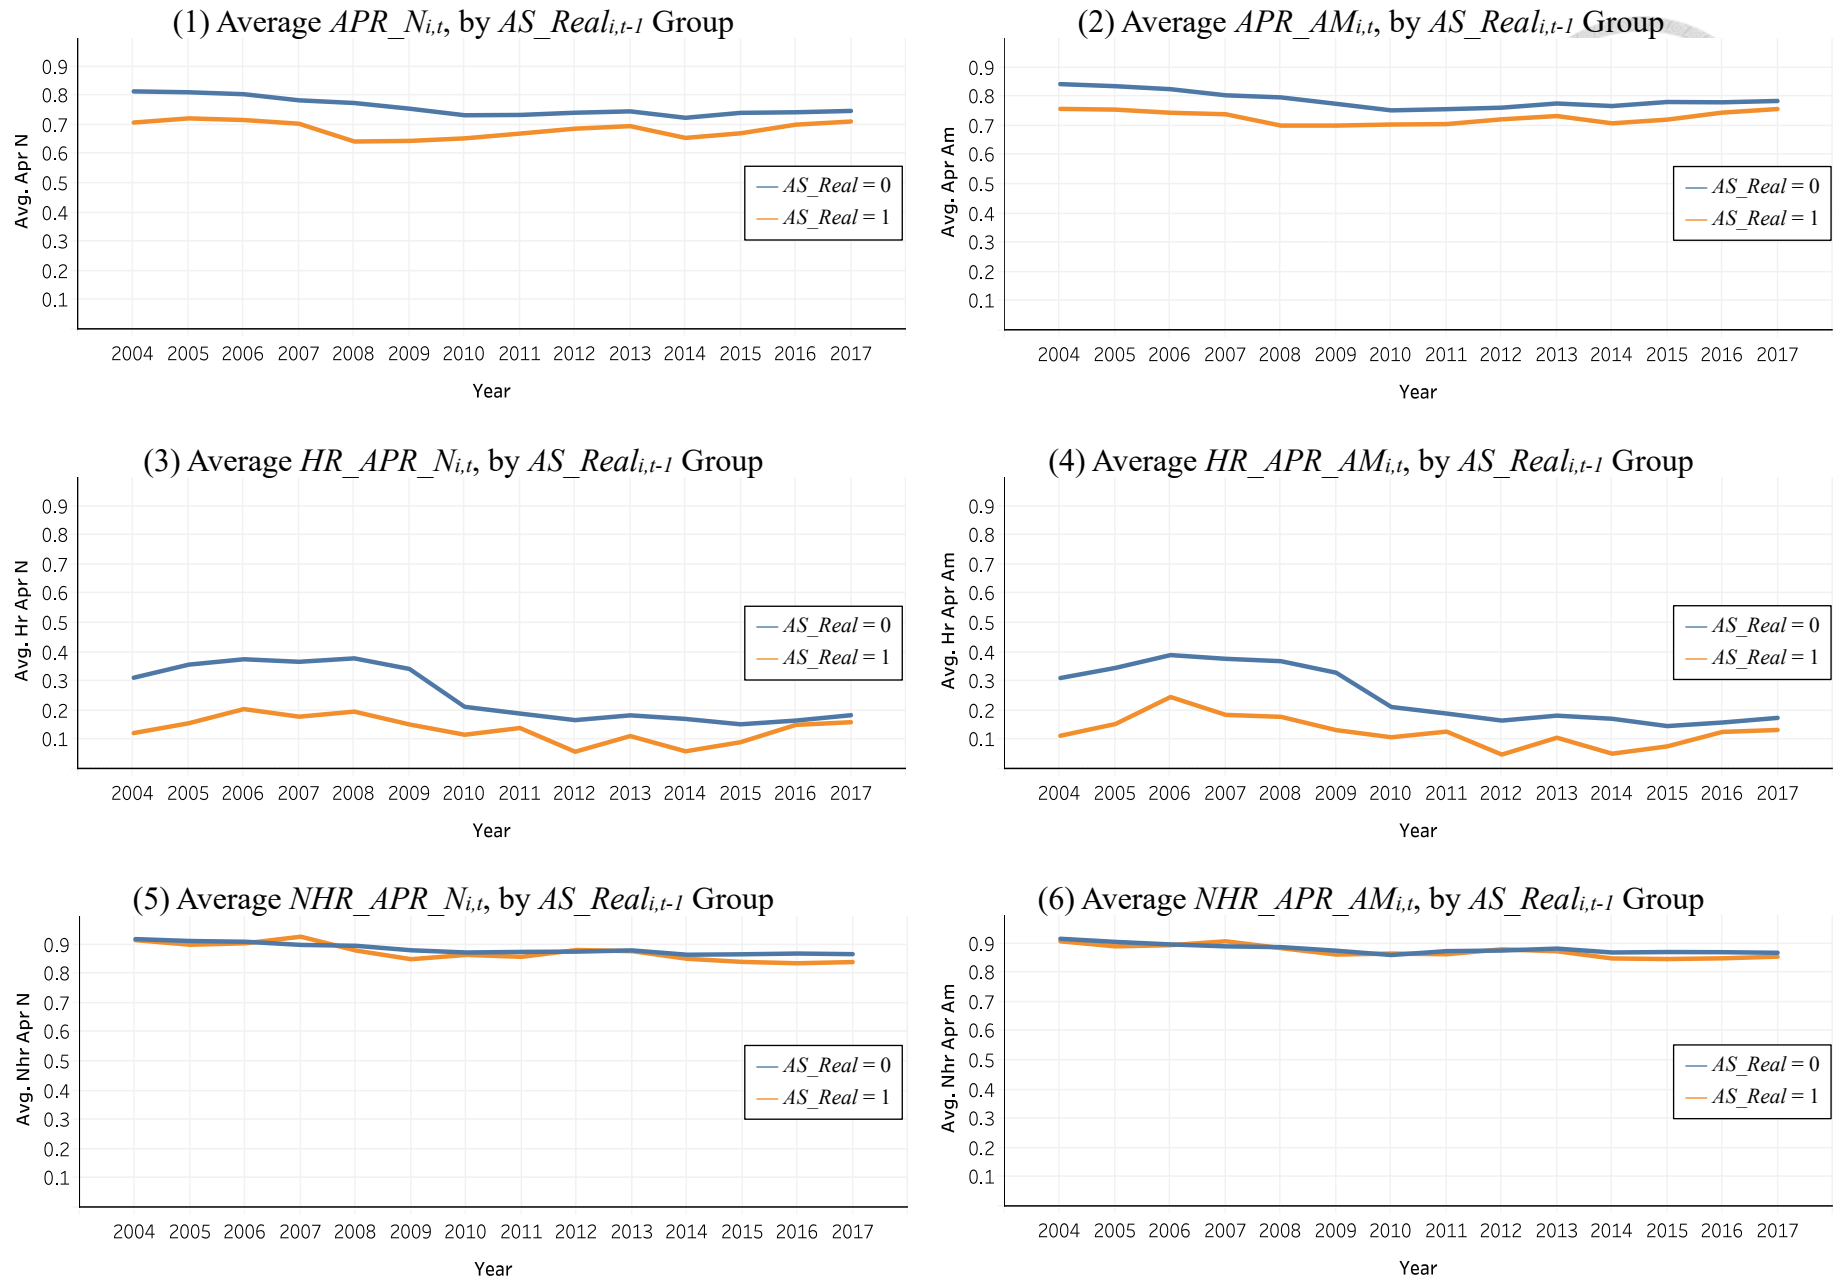 (1) Average APR_Ni,t, by AS_Reali,t-1 Group
0.9
0.8
0.7
0.6
0.5
0.4
0.3
0.2
0.1
Avg. Apr N
AS_Real = 0
AS_Real = 1
2004 2005 2006 2007 2008 2009 2010 2011 2012 2013 2014 2015 2016 2017
Year
(2) Average APR_AMi,t, by AS_Reali,t-1 Group
0.9
0.8
0.7
0.6
0.5
0.4
0.3
0.2
0.1
Avg. Apr Am
AS_Real = 0
AS_Real = 1
2004 2005 2006 2007 2008 2009 2010 2011 2012 2013 2014 2015 2016 2017
Year
(3) Average HR_APR_Ni,t, by AS_Reali,t-1 Group
0.9
0.8
0.7
0.6
0.5
0.4
0.3
0.2
0.1
Avg. Hr Apr N
AS_Real = 0
AS_Real = 1
2004 2005 2006 2007 2008 2009 2010 2011 2012 2013 2014 2015 2016 2017
Year
(4) Average HR_APR_AMi,t, by AS_Reali,t-1 Group
0.9
0.8
0.7
0.6
0.5
0.4
0.3
0.2
0.1
Avg. Hr Apr Am
AS_Real = 0
AS_Real = 1
2004 2005 2006 2007 2008 2009 2010 2011 2012 2013 2014 2015 2016 2017
Year
(5) Average NHR_APR_Ni,t, by AS_Reali,t-1 Group
0.9
0.8
0.7
0.6
0.5
0.4
0.3
0.2
0.1
Avg. Nhr Apr N
AS_Real = 0
AS_Real = 1
2004 2005 2006 2007 2008 2009 2010 2011 2012 2013 2014 2015 2016 2017
Year
(6) Average NHR_APR_AMi,t, by AS_Reali,t-1 Group
0.9
0.8
0.7
0.6
0.5
0.4
0.3
0.2
0.1
Avg. Nhr Apr Am
AS_Real = 0
AS_Real = 1
2004 2005 2006 2007 2008 2009 2010 2011 2012 2013 2014 2015 2016 2017
Year